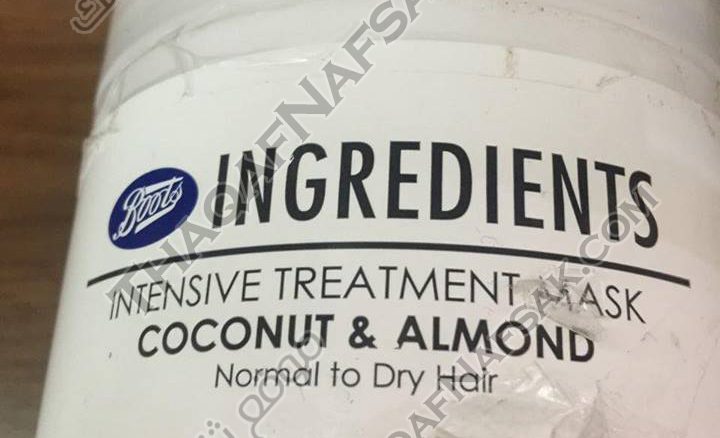 Boots INGREDIENTS
INTENSIVE TREATMENT MASK
COCONUT & ALMOND
Normal to Dry Hair
THAQAFNAFSAK.COM